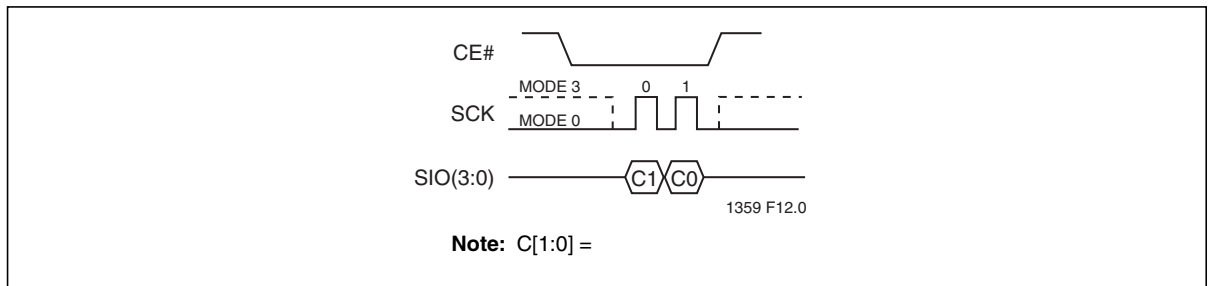 CE#
MODE 3 0 1
SCK
MODE 0
SIO(3:0) C1 C0
1359 F12.0
Note: C[1:0] =